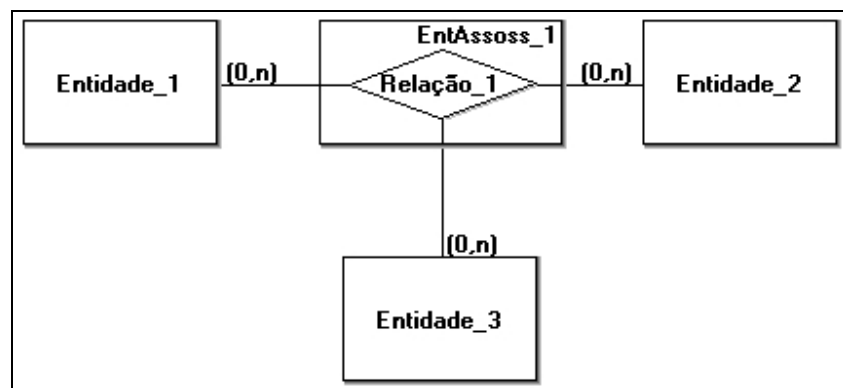 EntAssoss_1
Entidade_1
(0,n)
Relação_1
(0,n)
Entidade_2
(0,n)
Entidade_3